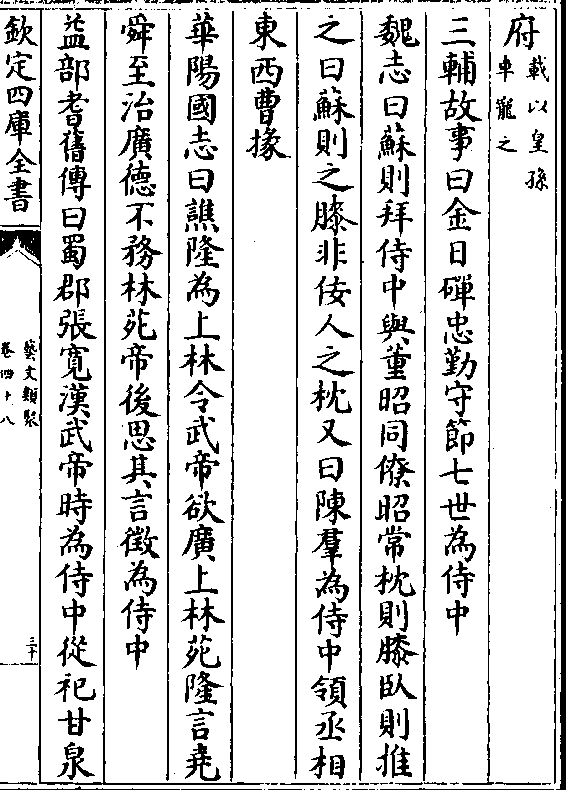 府載以皇孫車寵之
三輔故事曰金日磾忠勤守節七世為侍中
魏志曰蘇則拜侍中與董昭同僚昭常枕則膝臥則推
之曰蘇則之膝非佞人之枕又曰陳羣為侍中領丞相
東西曹掾
華陽國志曰譙隆為上林令武帝欲廣上林苑隆言堯
舜至治廣德不務林苑帝後思其言徵為侍中
益部耆舊傳曰蜀郡張寬漢武帝時為侍中從祀甘泉
欽定四庫全書
藝文類聚
卷四十八
三十